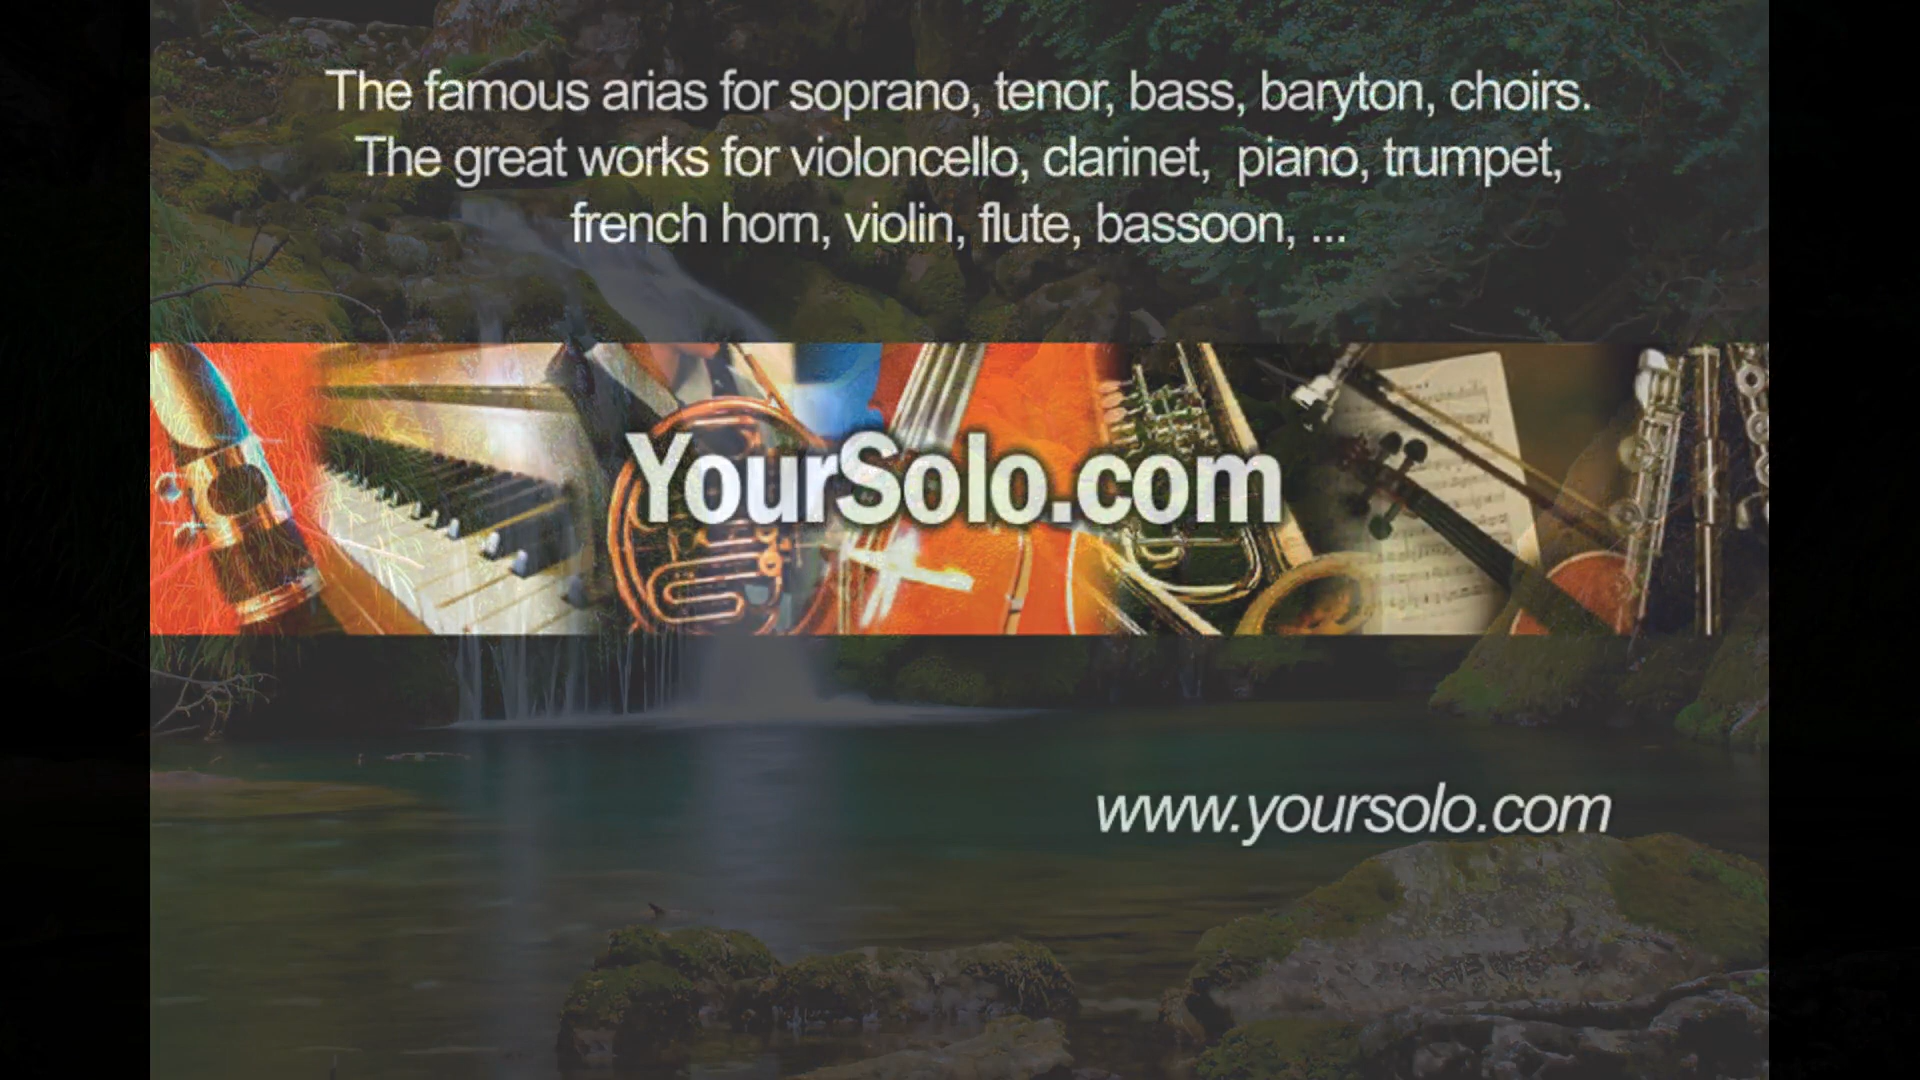 The famous arias for soprano, tenor, bass, baryton, choirs.
The great works for violoncello, clarinet, piano, trumpet,
french horn, violin, flute, bassoon, ...
YourSolo.com
www.yoursolo.com